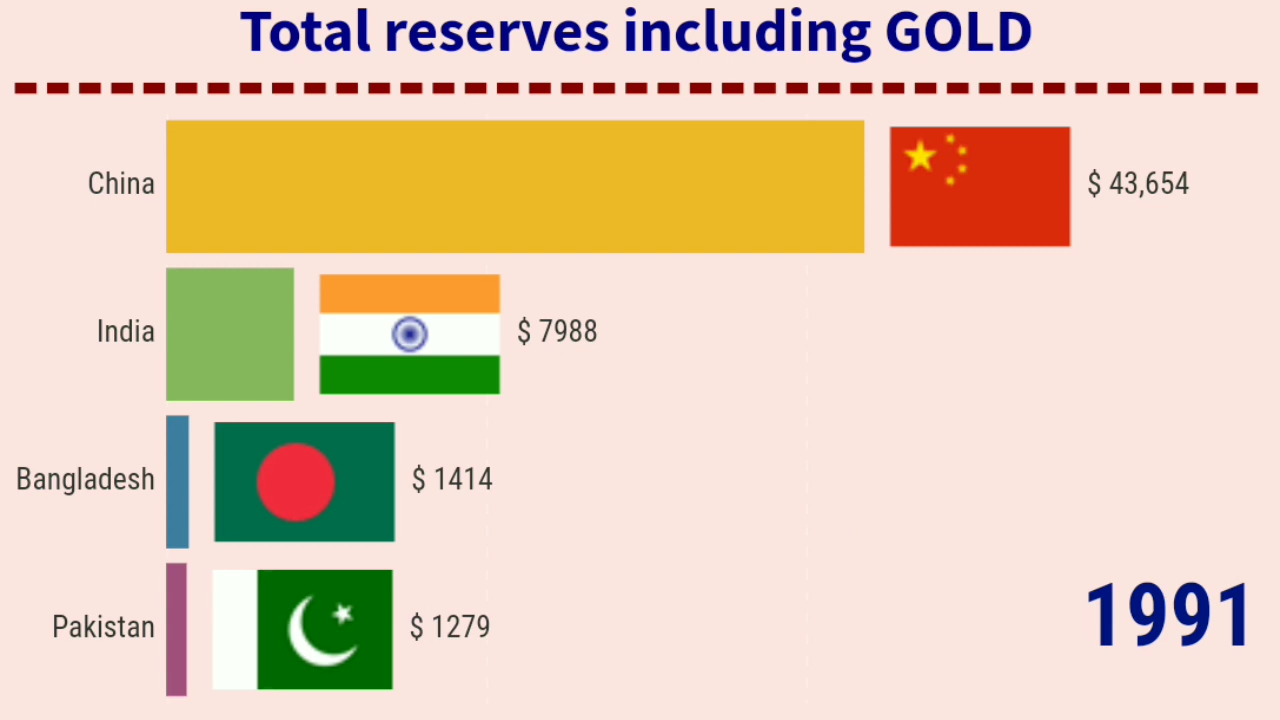 Total reserves including GOLD
China $ 43,654
India $ 7988
Bangladesh $ 1414
Pakistan $ 1279
1991